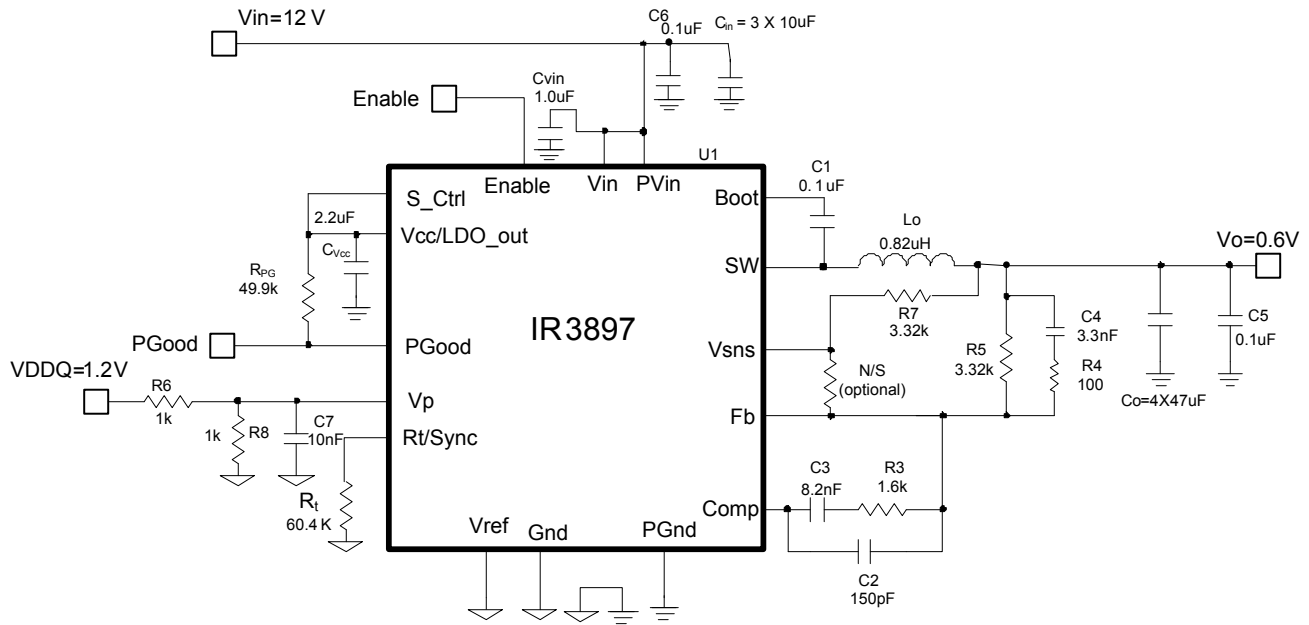 Vin=12 V
C6
0.1uF
Cin = 3 X 10uF
Cvin
1.0uF
Enable
U1
Enable
Vin
PVin
C1
0.1uF
S_Ctrl
Boot
2.2uF
Vcc/LDO_out
CVcc
Lo
0.82uH
Vo=0.6V
SW
RPG
49.9k
IR3897
R7
3.32k
C4
3.3nF
C5
0.1uF
PGood
PGood
Vsns
R5
3.32k
R4
100
N/S
(optional)
VDDQ=1.2V
R6
1k
Vp
Fb
Co=4X47uF
1k
R8
C7
10nF
Rt/Sync
C3
8.2nF
R3
1.6k
Rt
60.4 K
Comp
Vref
Gnd
PGnd
C2
150pF